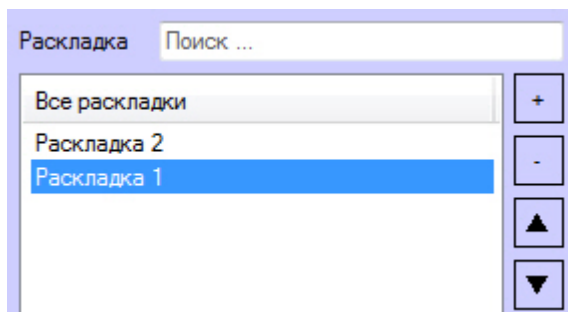 Раскладка Поиск ...
Все раскладки +
Раскладка 2
-
Раскладка 1
▲
▼